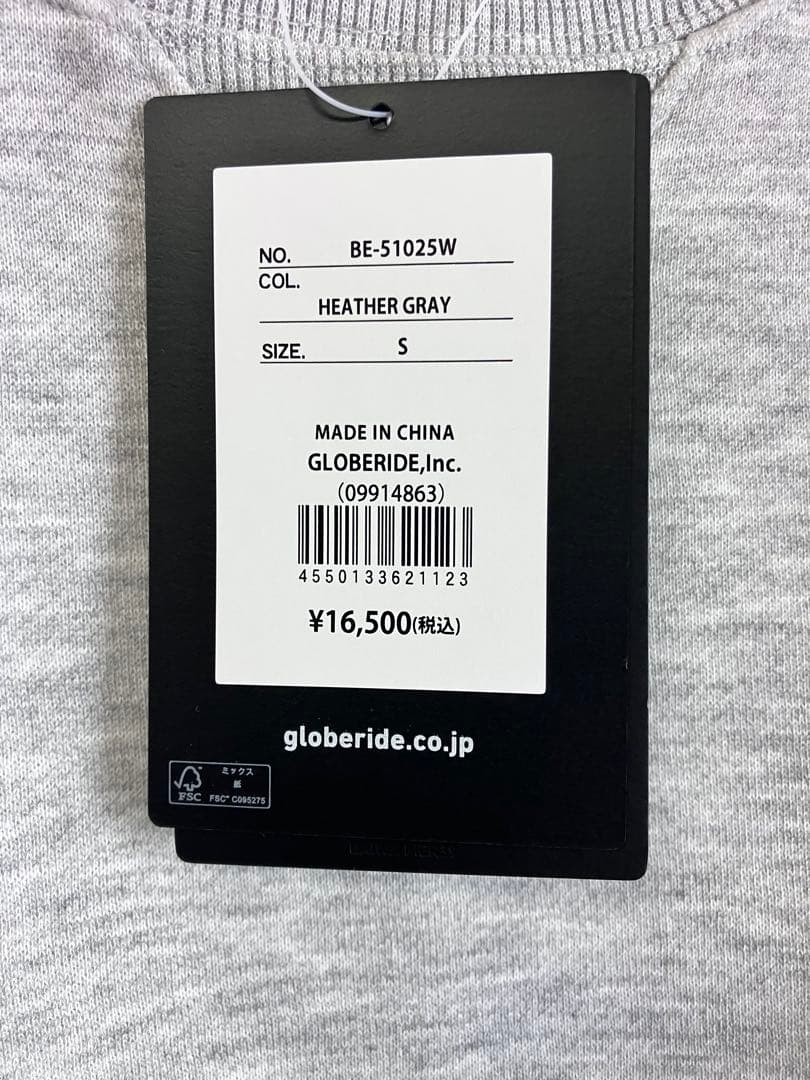 NO. BE-51025W
COL.
HEATHER GRAY
SIZE. S
MADE IN CHINA
GLOBERIDE,Inc.
(09914863)
4550133621123
¥16,500(税込)
globeride.co.jp
ミックス
紙
FSC™ C095275
FSC